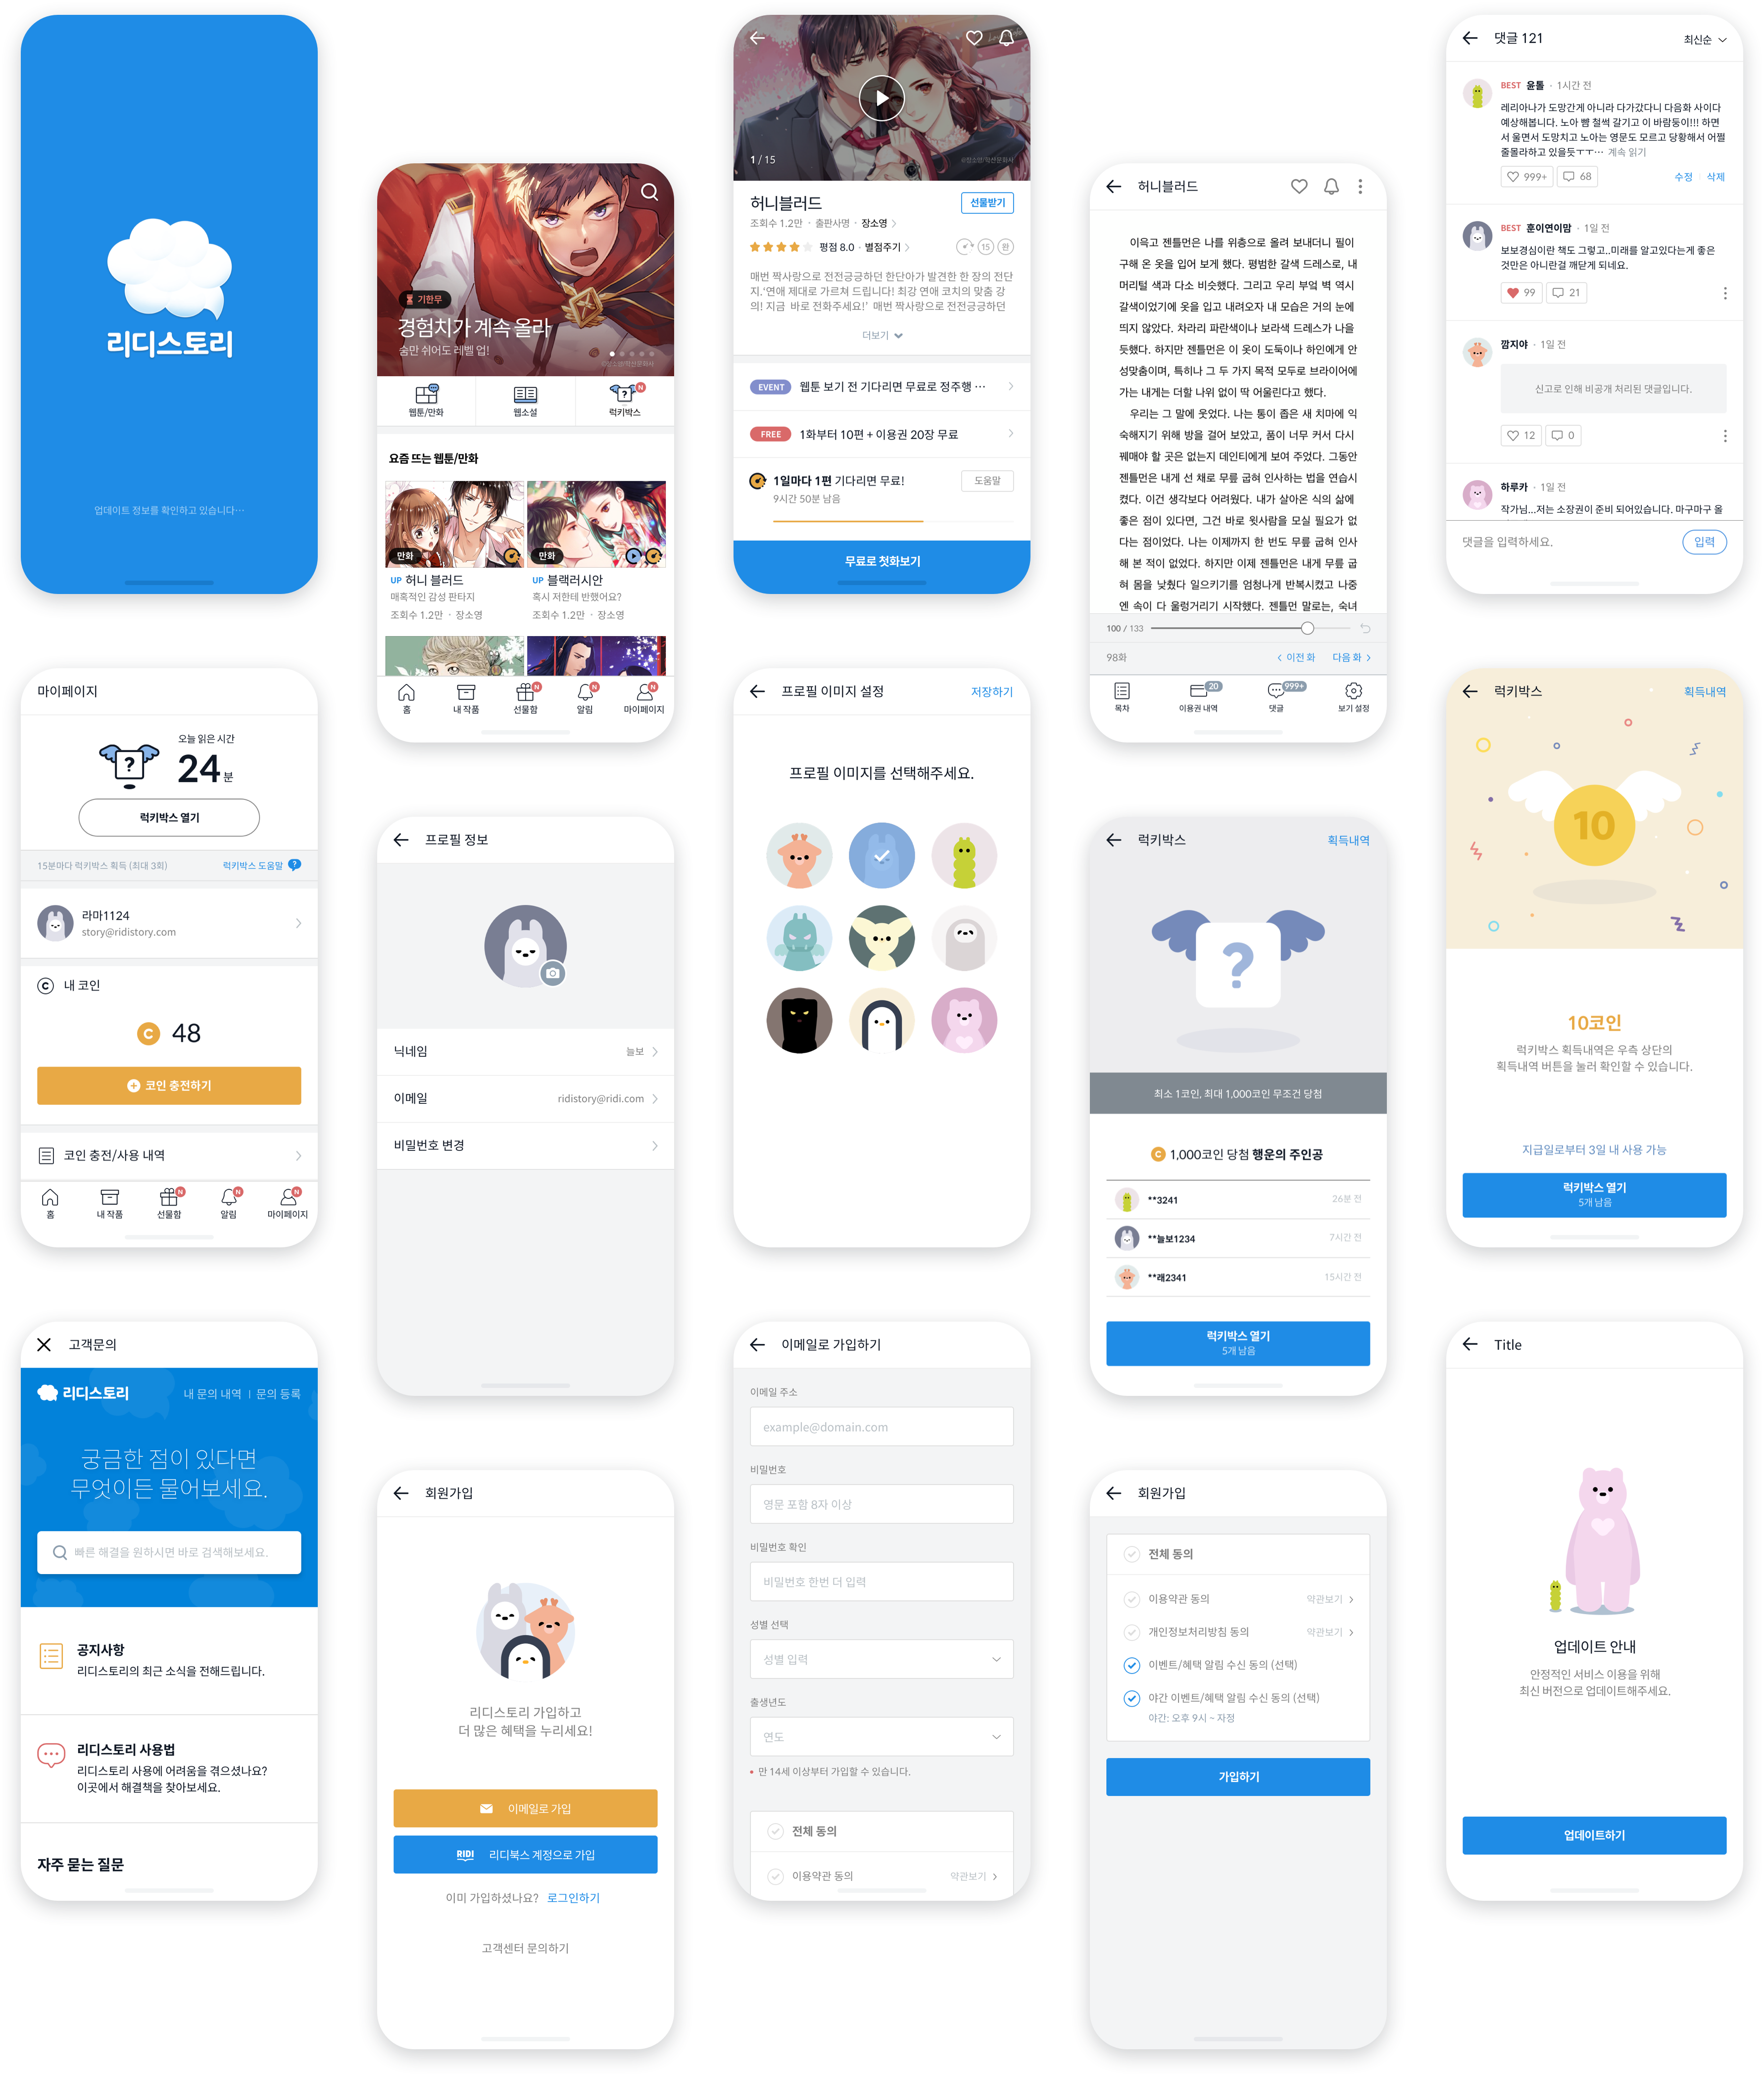 리디스토리
업데이트 정보를 확인하고 있습니다…
기한무
경험치가 계속 올라
숨만 쉬어도 레벨 업!
웹툰/만화
웹소설
N
럭키박스
요즘 뜨는 웹툰/만화
만화
만화
UP 허니 블러드
매혹적인 감성 판타지
조회수 1.2만 · 장소영
UP 블랙러시안
혹시 저한테 반했어요?
조회수 1.2만 · 장소영
홈
내 작품
N
선물함
N
알림
N
마이페이지
1 / 15
허니블러드
선물받기
조회수 1.2만 · 출판사명 · 장소영
평점 8.0 · 별점주기
15
완
매번 짝사랑으로 전전긍긍하던 한단아가 발견한 한 장의 전단
지.'연애 제대로 가르쳐 드립니다! 최강 연애 코치의 맞춤 강
의! 지금 바로 전화주세요!' 매번 짝사랑으로 전전긍긍하던
더보기
EVENT 웹툰 보기 전 기다리면 무료로 정주행 …
FREE 1화부터 10편 + 이용권 20장 무료
1일마다 1편 기다리면 무료!
도움말
9시간 50분 남음
무료로 첫화보기
허니블러드
이윽고 젠틀먼은 나를 위층으로 올려 보내더니 필이
구해 온 옷을 입어 보게 했다. 평범한 갈색 드레스로, 내
머리털 색과 다소 비슷했다. 그리고 우리 부엌 벽 역시
갈색이었기에 옷을 입고 내려오자 내 모습은 거의 눈에
띄지 않았다. 차라리 파란색이나 보라색 드레스가 나을
듯했다. 하지만 젠틀먼은 이 옷이 도둑이나 하인에게 안
성맞춤이며, 특히나 그 두 가지 목적 모두로 브라이어에
가는 내게는 더할 나위 없이 딱 어울린다고 했다.
우리는 그 말에 웃었다. 나는 통이 좁은 새 치마에 익
숙해지기 위해 방을 걸어 보았고, 품이 너무 커서 다시
꿰매야 할 곳은 없는지 데인티에게 보여 주었다. 그동안
젠틀먼은 내게 선 채로 무릎 굽혀 인사하는 법을 연습시
켰다. 이건 생각보다 어려웠다. 내가 살아온 식의 삶에
좋은 점이 있다면, 그건 바로 윗사람을 모실 필요가 없
다는 점이었다. 나는 이제까지 한 번도 무릎 굽혀 인사
해 본 적이 없었다. 하지만 이제 젠틀먼은 내게 무릎 굽
혀 몸을 낮췄다 일으키기를 엄청나게 반복시켰고 나중
엔 속이 다 울렁거리기 시작했다. 젠틀먼 말로는, 숙녀
100 / 133
98화
이전 화
다음 화
목차
20
이용권 내역
999+
댓글
보기 설정
댓글 121
최신순
BEST 윤톨 · 1시간 전
레리아나가 도망간게 아니라 다가갔다니 다음화 사이다
예상해봅니다. 노아 뺨 철썩 갈기고 이 바람둥이!!! 하면
서 울면서 도망치고 노아는 영문도 모르고 당황해서 어쩔
줄몰라하고 있을듯ㅜㅜ… 계속 읽기
999+
68
수정
삭제
BEST 훈이연이맘 · 1일 전
보보경심이란 책도 그렇고..미래를 알고있다는게 좋은
것만은 아니란걸 깨닫게 되네요.
99
21
깜지야 · 1일 전
신고로 인해 비공개 처리된 댓글입니다.
12
0
하루카 · 1일 전
작가님...저는 소장권이 준비 되어있습니다. 마구마구 올
댓글을 입력하세요.
입력
마이페이지
?
오늘 읽은 시간
24분
럭키박스 열기
15분마다 럭키박스 획득 (최대 3회)
럭키박스 도움말 ?
라마1124
story@ridistory.com
C 내 코인
C 48
코인 충전하기
코인 충전/사용 내역
홈
내 작품
N
선물함
N
알림
N
마이페이지
프로필 정보
닉네임
늘보
이메일
ridistory@ridi.com
비밀번호 변경
프로필 이미지 설정
저장하기
프로필 이미지를 선택해주세요.
럭키박스
획득내역
?
최소 1코인, 최대 1,000코인 무조건 당첨
C 1,000코인 당첨 행운의 주인공
**3241
26분 전
**늘보1234
7시간 전
**래2341
15시간 전
럭키박스 열기
5개 남음
럭키박스
획득내역
10
10코인
럭키박스 획득내역은 우측 상단의
획득내역 버튼을 눌러 확인할 수 있습니다.
지급일로부터 3일 내 사용 가능
럭키박스 열기
5개 남음
고객문의
리디스토리
내 문의 내역 | 문의 등록
궁금한 점이 있다면
무엇이든 물어보세요.
빠른 해결을 원하시면 바로 검색해보세요.
공지사항
리디스토리의 최근 소식을 전해드립니다.
리디스토리 사용법
리디스토리 사용에 어려움을 겪으셨나요?
이곳에서 해결책을 찾아보세요.
자주 묻는 질문
회원가입
리디스토리 가입하고
더 많은 혜택을 누리세요!
이메일로 가입
RIDI 리디북스 계정으로 가입
이미 가입하셨나요? 로그인하기
고객센터 문의하기
이메일로 가입하기
이메일 주소
example@domain.com
비밀번호
영문 포함 8자 이상
비밀번호 확인
비밀번호 한번 더 입력
성별 선택
성별 입력
출생년도
연도
• 만 14세 이상부터 가입할 수 있습니다.
전체 동의
이용약관 동의
약관보기
회원가입
전체 동의
이용약관 동의
약관보기
개인정보처리방침 동의
약관보기
이벤트/혜택 알림 수신 동의 (선택)
야간 이벤트/혜택 알림 수신 동의 (선택)
야간: 오후 9시 ~ 자정
가입하기
Title
업데이트 안내
안정적인 서비스 이용을 위해
최신 버전으로 업데이트해주세요.
업데이트하기